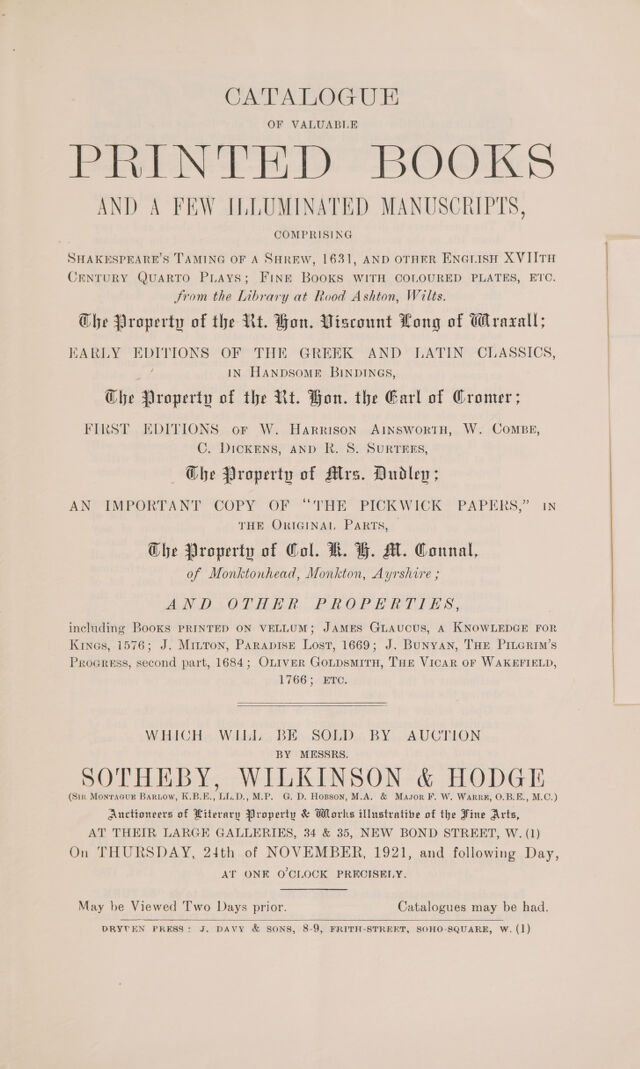 CATALOGUE
OF VALUABLE
PRINTED BOOKS
AND A FEW ILLUMINATED MANUSCRIPTS,
COMPRISING
SHAKESPEARE'S TAMING OF A SHREW, 1631, AND OTHER ENGLISH XVIITH
CENTURY QUARTO PLAYS; FINE BOOKS WITH COLOURED PLATES, ETC.
from the Library at Rood Ashton, Wilts.
The Property of the Rt. Hon. Viscount Long of Wraxall;
EARLY EDITIONS OF THE GREEK AND LATIN CLASSICS,
IN HANDSOME BINDINGS,
The Property of the Rt. Hon. the Earl of Cromer;
FIRST EDITIONS OF W. HARRISON AINSWORTH, W. COMBE,
C. DICKENS, AND R. S. SURTEES,
The Property of Mrs. Dudley;
AN IMPORTANT COPY OF "THE PICKWICK PAPERS," IN
THE ORIGINAL PARTS,
The Property of Col. K. H. M. Connal,
of Monktonhead, Monkton, Ayrshire;
AND OTHER PROPERTIES,
including BOOKS PRINTED ON VELLUM; JAMES GLAUCUS, A KNOWLEDGE FOR
KINGS, 1576; J. MILTON, PARADISE LOST, 1669; J. BUNYAN, THE PILGRIM'S
PROGRESS, second part, 1684; OLIVER GOLDSMITH, THE VICAR OF WAKEFIELD,
1766; ETC.
WHICH WILL BE SOLD BY AUCTION
BY MESSRS.
SOTHEBY, WILKINSON & HODGE
(SIR MONTAGUE BARLOW, K.B.E., LL.D., M.P. G. D. HOBSON, M.A. & MAJOR F. W. WARRE, O.B.E., M.C.)
Auctioneers of Literary Property & Works illustrative of the Fine Arts,
AT THEIR LARGE GALLERIES, 34 & 35, NEW BOND STREET, W. (1)
On THURSDAY, 24th of NOVEMBER, 1921, and following Day,
AT ONE O'CLOCK PRECISELY.
May be Viewed Two Days prior. Catalogues may be had.
DRYDEN PRESS: J. DAVY & SONS, 8-9, FRITH-STREET, SOHO-SQUARE, W. (1)